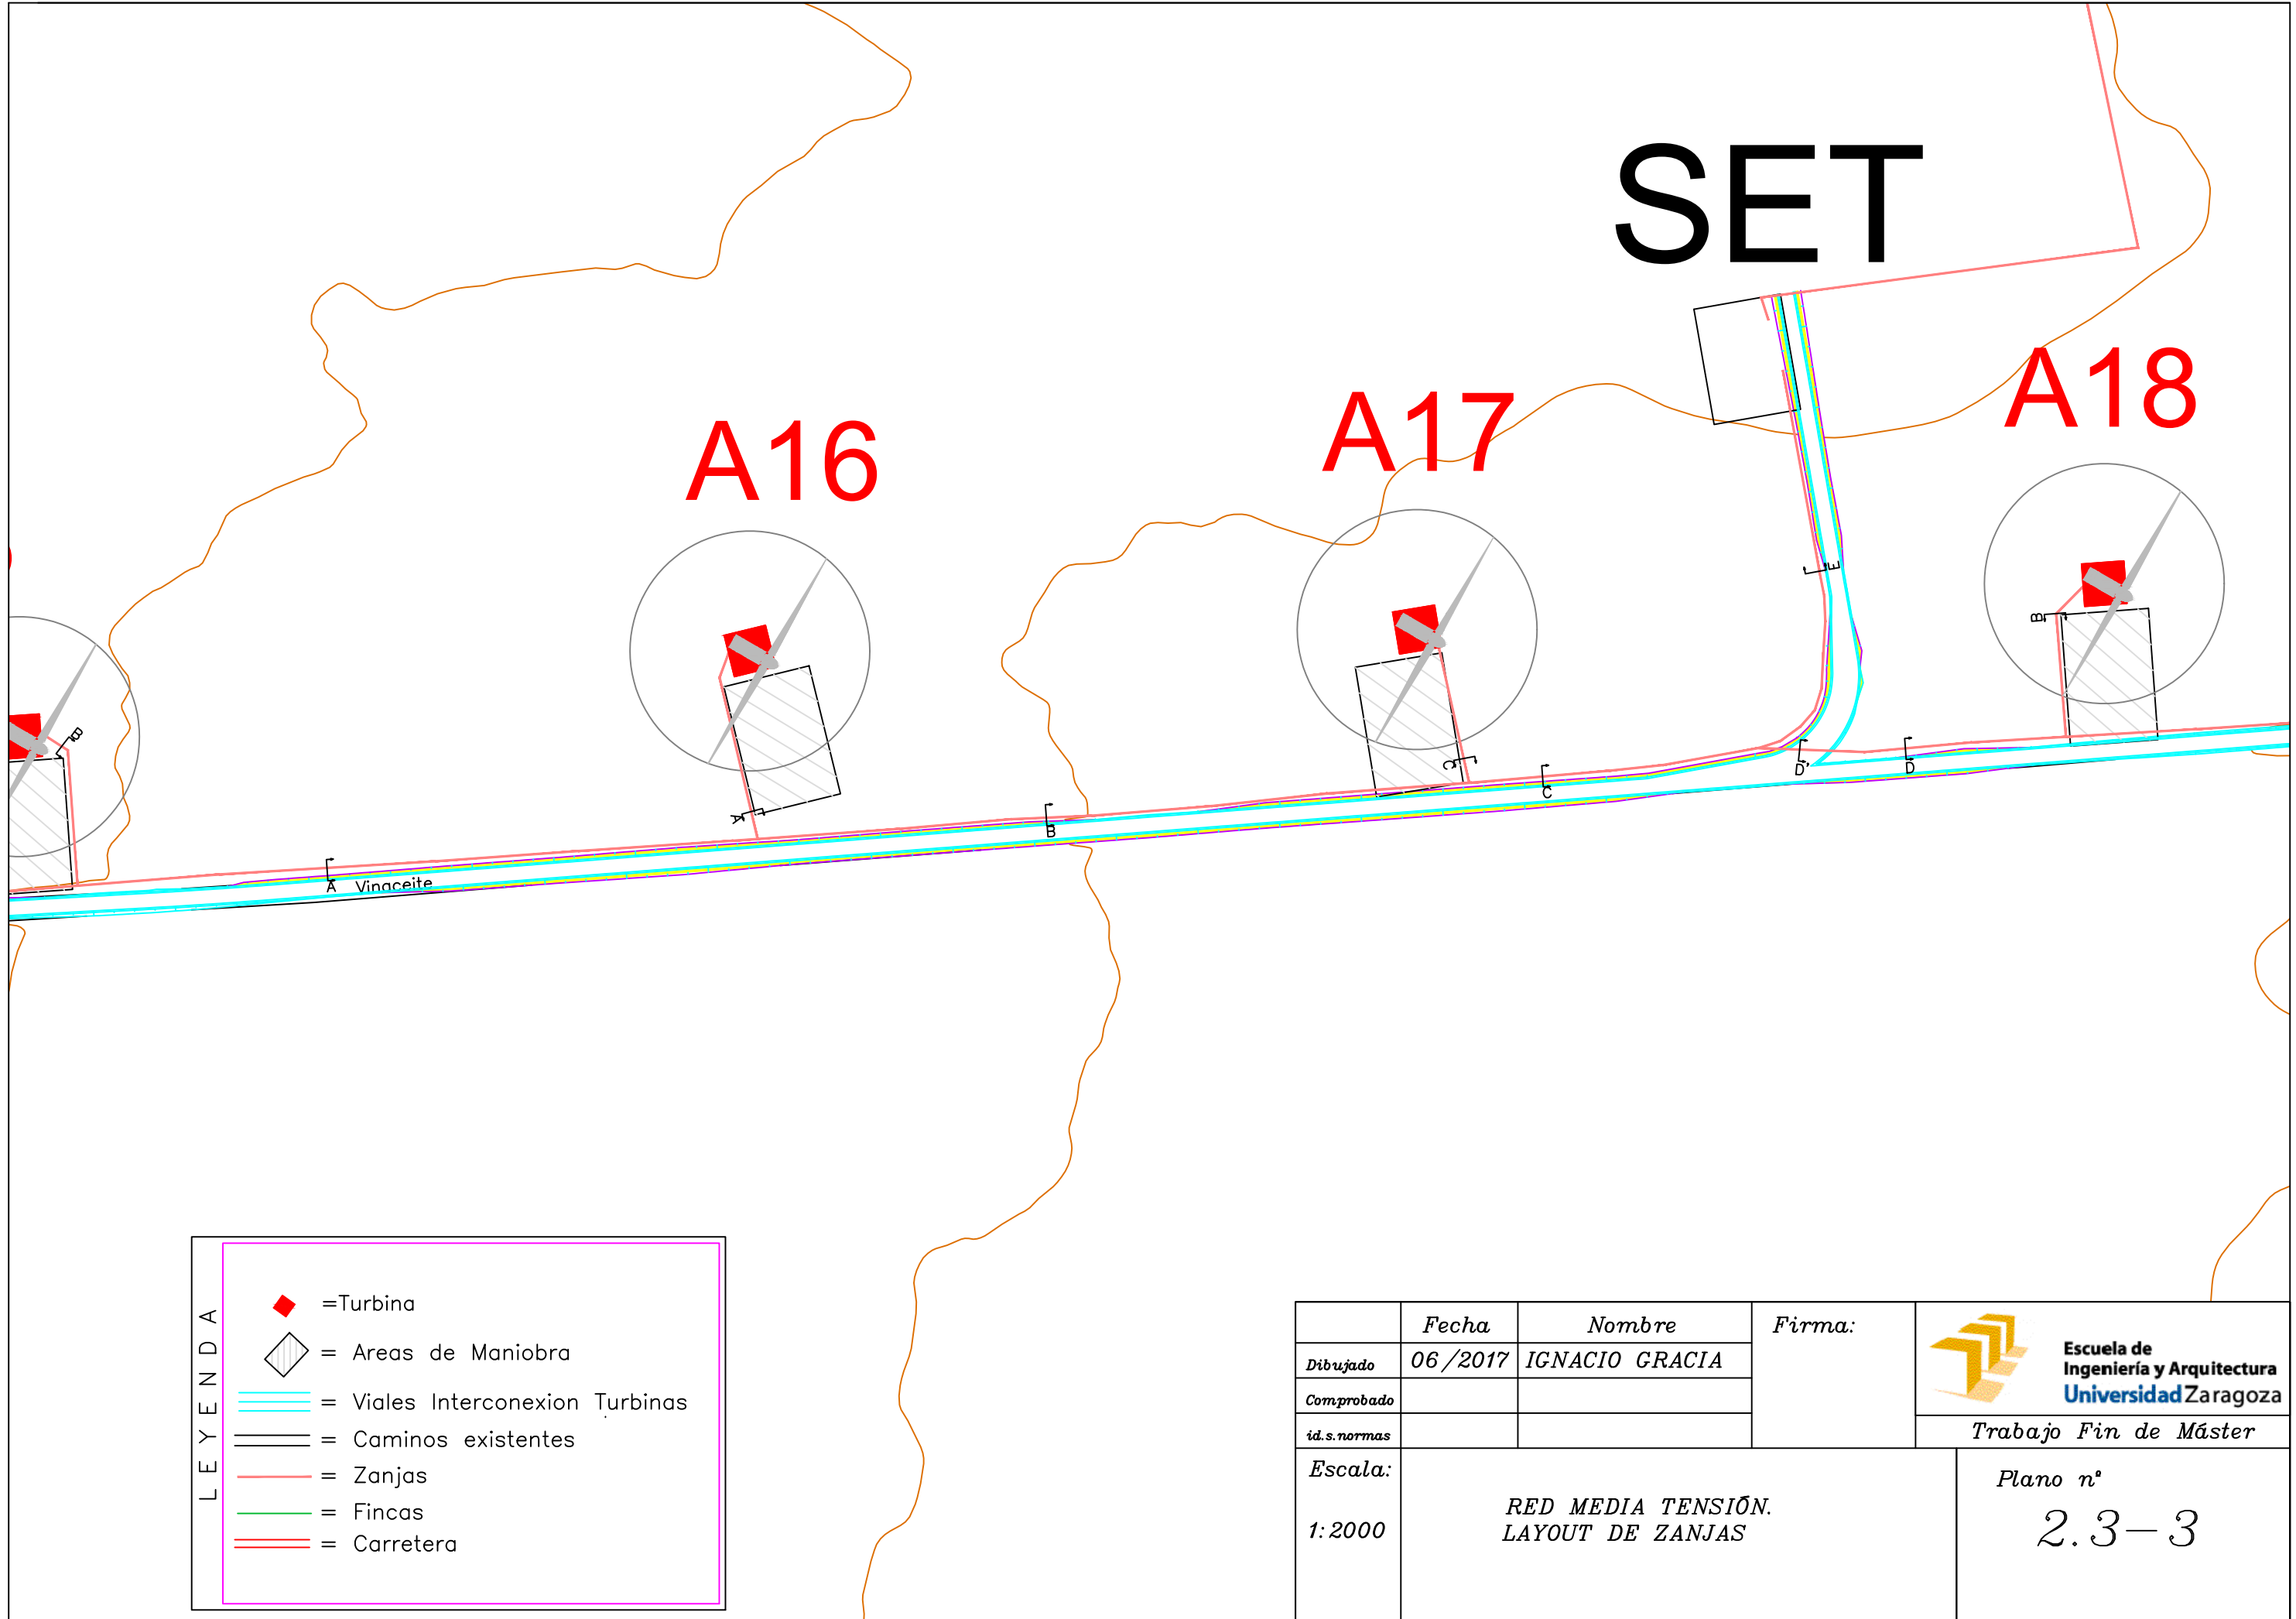 SET
A16
A17
A18
B
B
A
B
C
C
D'
D
E
A
Vinaceite
LEYENDA
=Turbina
= Areas de Maniobra
= Viales Interconexion Turbinas
= Caminos existentes
= Zanjas
= Fincas
= Carretera
Fecha Nombre Firma:
Dibujado 06/2017 IGNACIO GRACIA
Comprobado
id.s.normas
Escuela de
Ingeniería y Arquitectura
Universidad Zaragoza
Trabajo Fin de Máster
Escala:
1:2000
RED MEDIA TENSIÓN.
LAYOUT DE ZANJAS
Plano nº
2.3-3